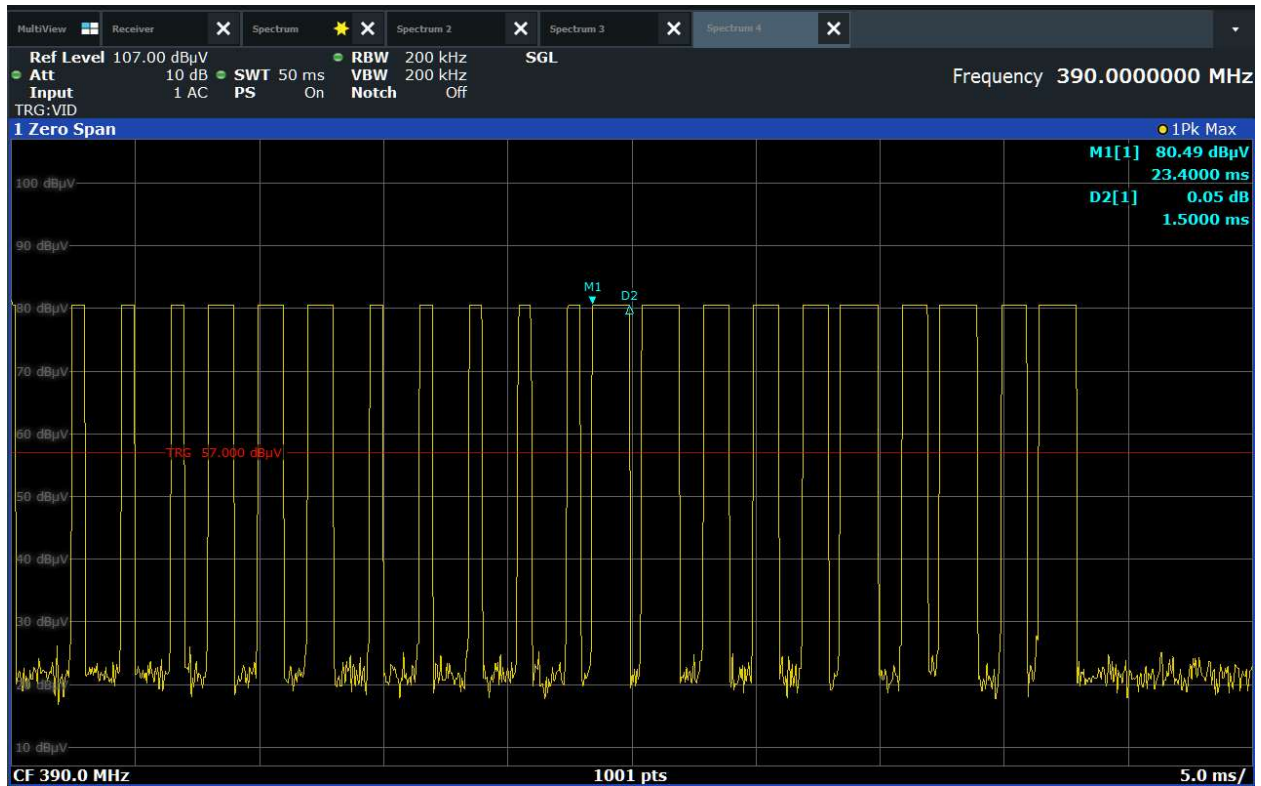 MultiView Receiver Spectrum Spectrum 2 Spectrum 3 Spectrum 4
Ref Level 107.00 dBµV RBW 200 kHz SGL
Att 10 dB SWT 50 ms VBW 200 kHz
Input 1 AC PS On Notch Off
Frequency 390.0000000 MHz
TRG:VID
1 Zero Span 1Pk Max
M1[1] 80.49 dBµV
23.4000 ms
D2[1] 0.05 dB
1.5000 ms
100 dBµV
90 dBµV
M1
D2
80 dBµV
70 dBµV
60 dBµV
TRG 57.000 dBµV
50 dBµV
40 dBµV
30 dBµV
20 dBµV
10 dBµV
CF 390.0 MHz 1001 pts 5.0 ms/